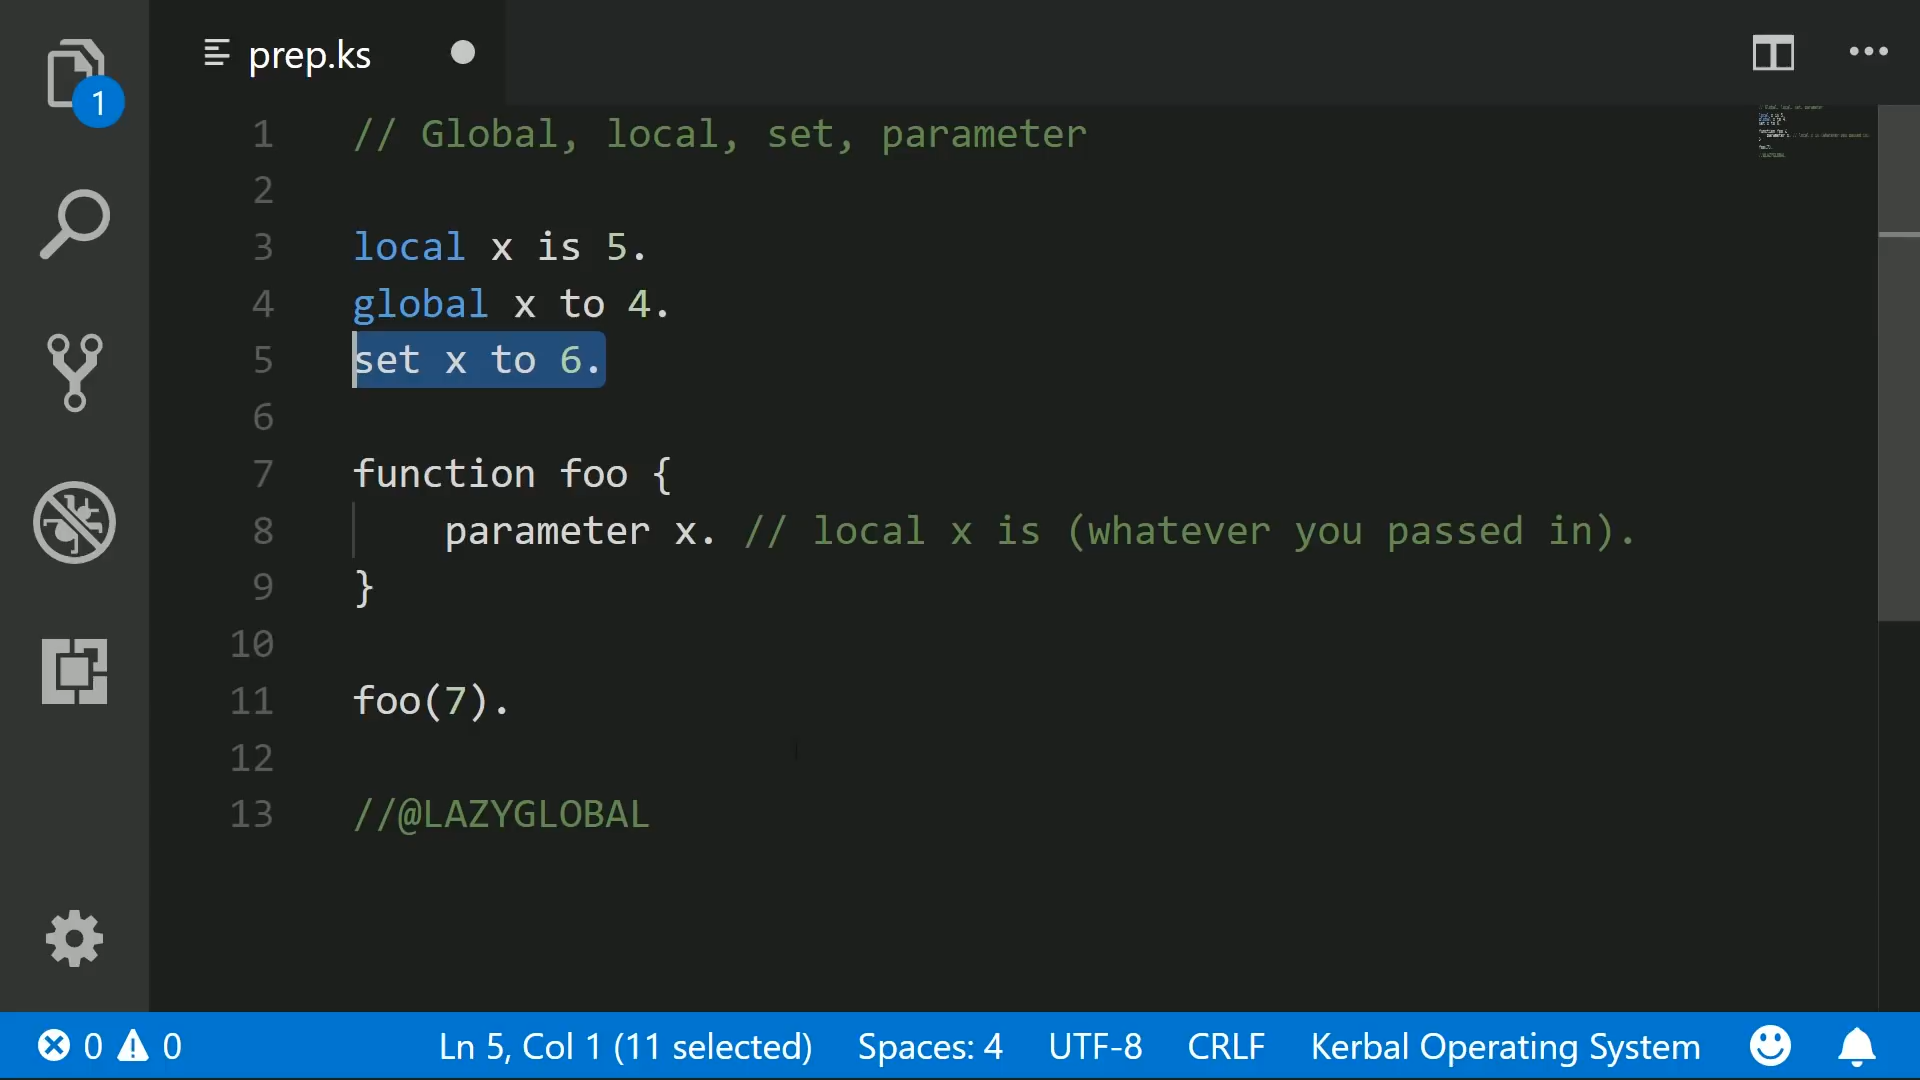 prep.ks
1
1 // Global, local, set, parameter
2
3 local x is 5.
4 global x to 4.
5 set x to 6.
6
7 function foo {
8 parameter x. // local x is (whatever you passed in).
9 }
10
11 foo(7).
12
13 //@LAZYGLOBAL
0 0 Ln 5, Col 1 (11 selected) Spaces: 4 UTF-8 CRLF Kerbal Operating System